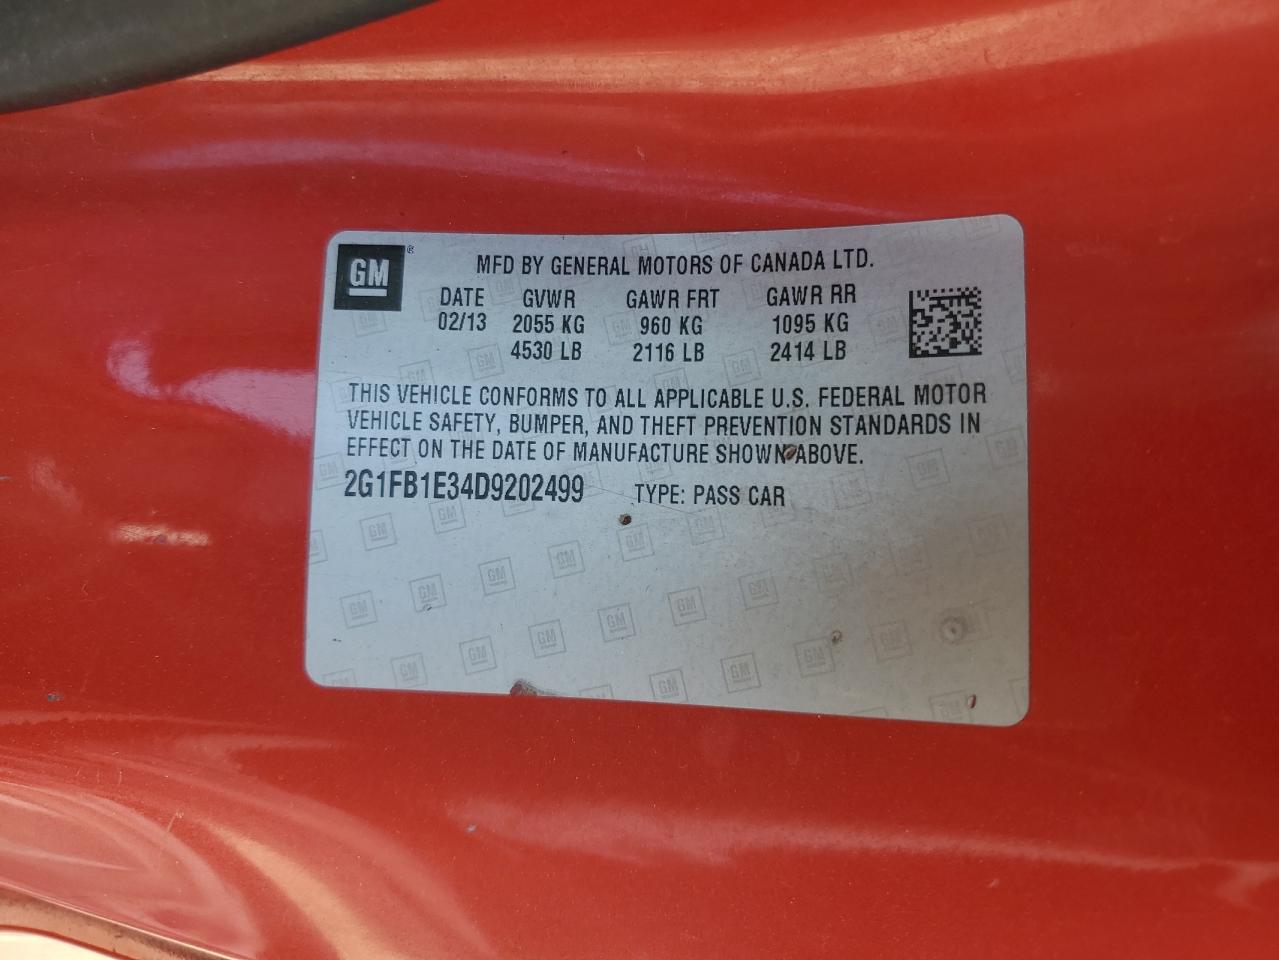 GM®
MFD BY GENERAL MOTORS OF CANADA LTD.
DATE GVWR GAWR FRT GAWR RR
02/13 2055 KG 960 KG 1095 KG
4530 LB 2116 LB 2414 LB
THIS VEHICLE CONFORMS TO ALL APPLICABLE U.S. FEDERAL MOTOR
VEHICLE SAFETY, BUMPER, AND THEFT PREVENTION STANDARDS IN
EFFECT ON THE DATE OF MANUFACTURE SHOWN ABOVE.
2G1FB1E34D9202499 TYPE: PASS CAR